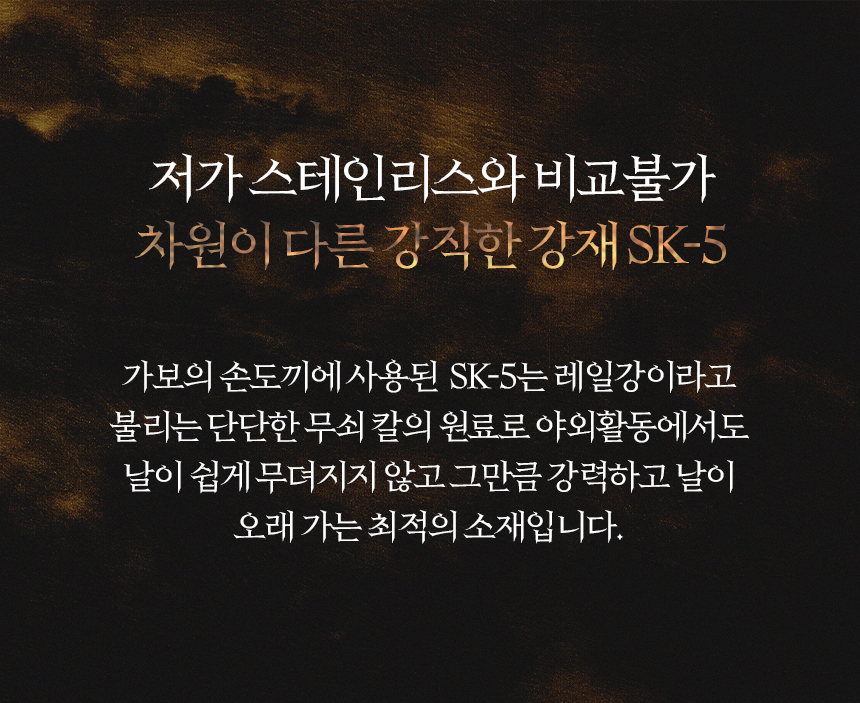 저가 스테인리스와 비교불가
차원이 다른 강직한 강재 SK-5
가보의 손도끼에 사용된 SK-5는 레일강이라고
불리는 단단한 무쇠 칼의 원료로 야외활동에서도
날이 쉽게 무뎌지지 않고 그만큼 강력하고 날이
오래 가는 최적의 소재입니다.